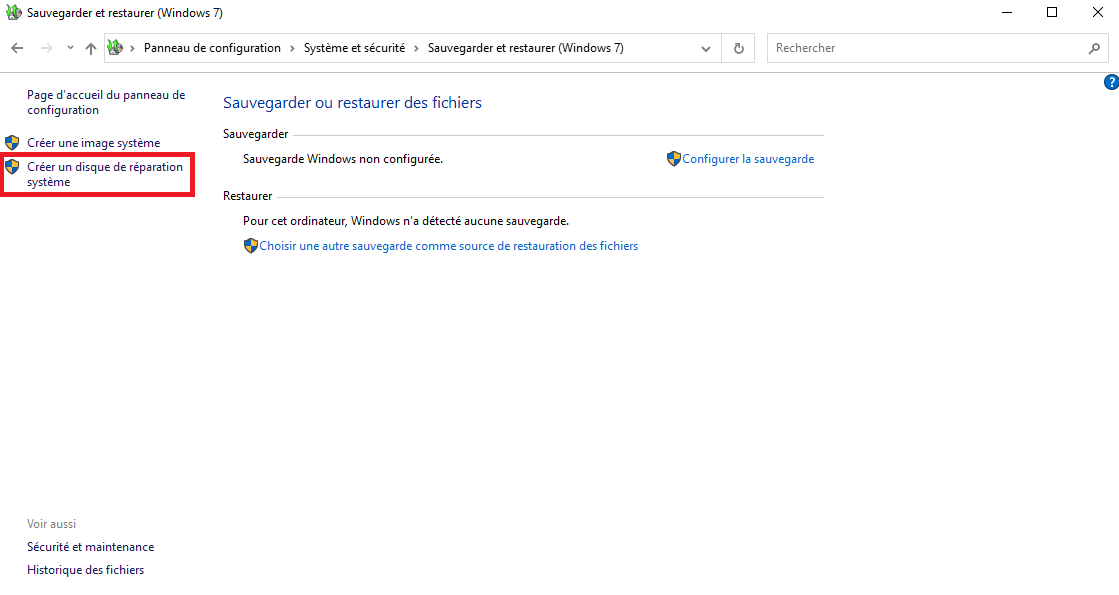 Sauvegarder et restaurer (Windows 7)
Panneau de configuration > Système et sécurité > Sauvegarder et restaurer (Windows 7)
Rechercher
?
Page d'accueil du panneau de
configuration
Créer une image système
Créer un disque de réparation
système
Sauvegarder ou restaurer des fichiers
Sauvegarder
Sauvegarde Windows non configurée.
Configurer la sauvegarde
Restaurer
Pour cet ordinateur, Windows n'a détecté aucune sauvegarde.
Choisir une autre sauvegarde comme source de restauration des fichiers
Voir aussi
Sécurité et maintenance
Historique des fichiers